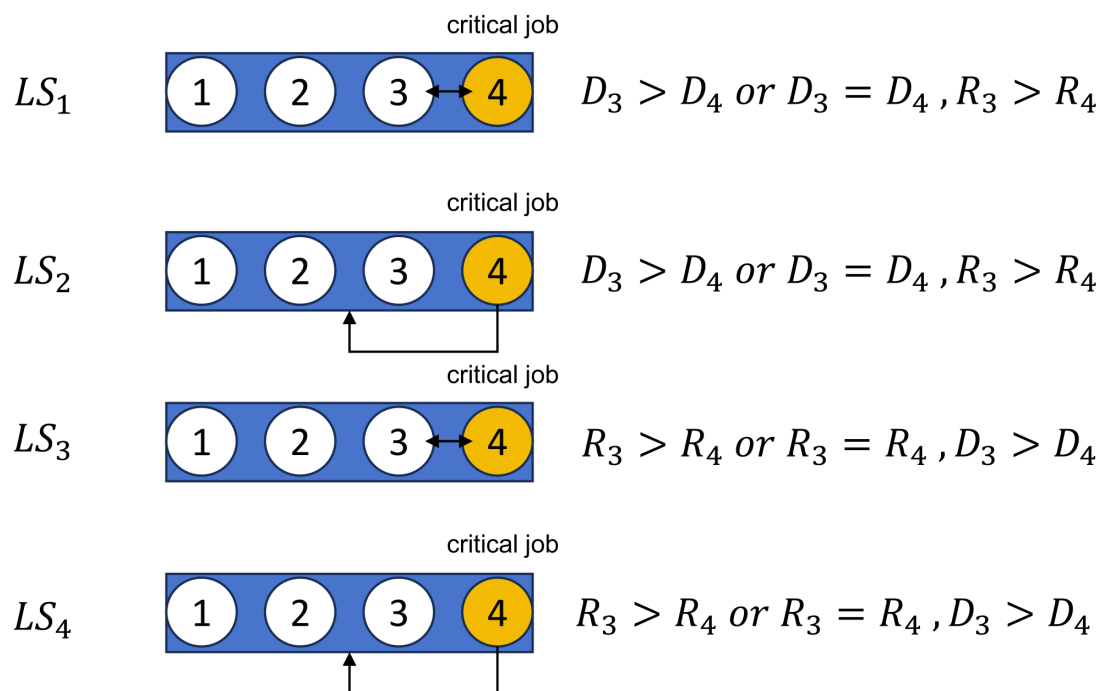 critical job
LS₁ 1 2 3 4 D₃ > D₄ or D₃ = D₄ , R₃ > R₄
critical job
LS₂ 1 2 3 4 D₃ > D₄ or D₃ = D₄ , R₃ > R₄
critical job
LS₃ 1 2 3 4 R₃ > R₄ or R₃ = R₄ , D₃ > D₄
critical job
LS₄ 1 2 3 4 R₃ > R₄ or R₃ = R₄ , D₃ > D₄